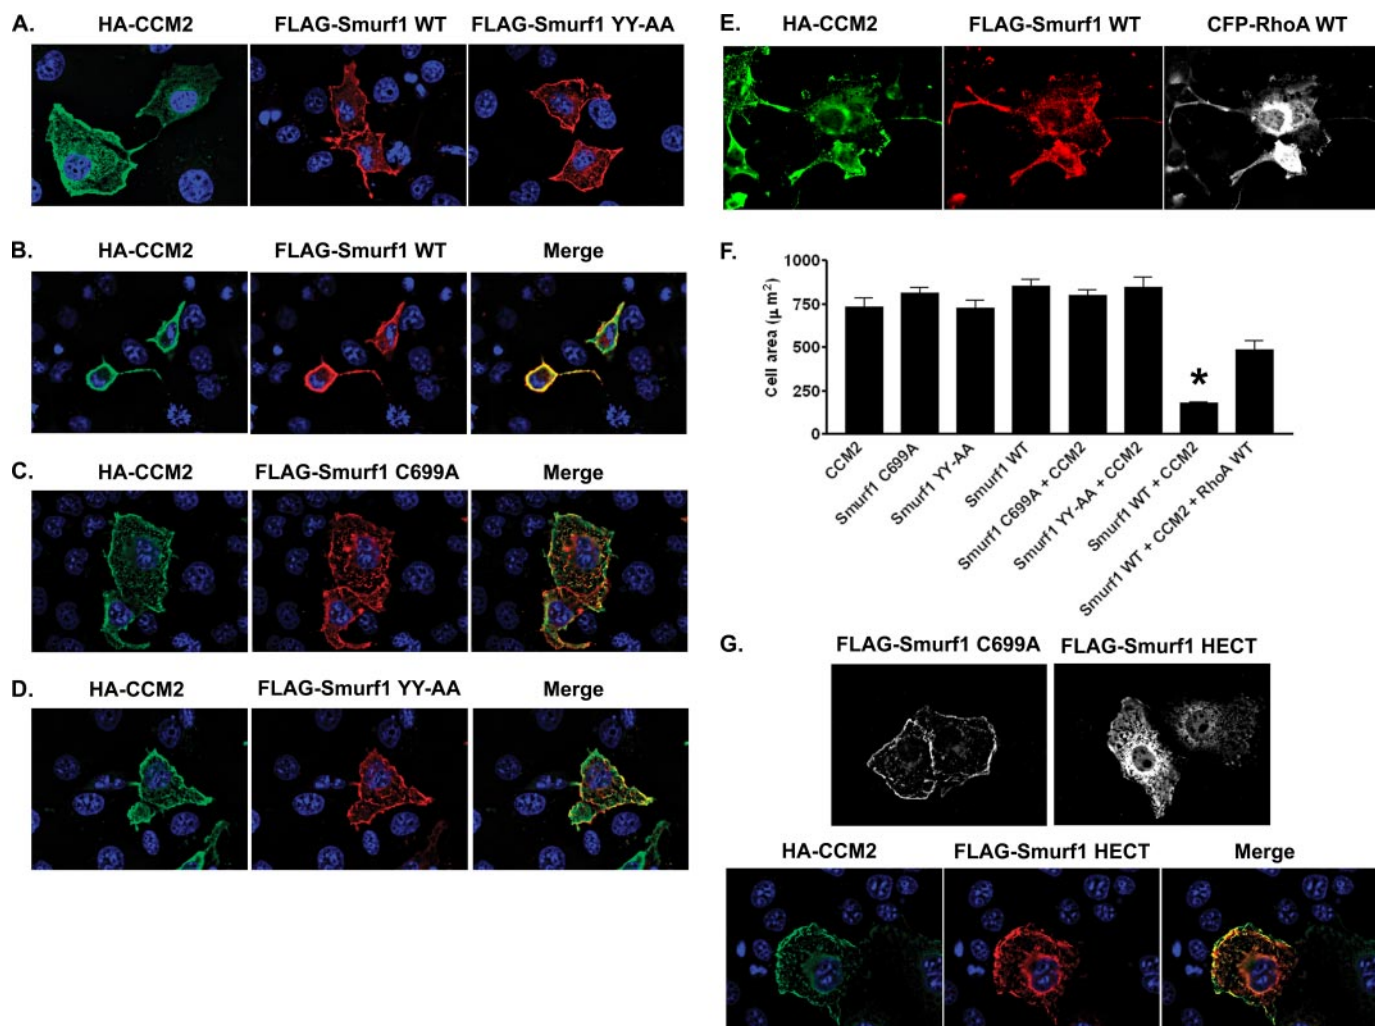 A.
HA-CCM2
FLAG-Smurf1 WT
FLAG-Smurf1 YY-AA
B.
HA-CCM2
FLAG-Smurf1 WT
Merge
C.
HA-CCM2
FLAG-Smurf1 C699A
Merge
D.
HA-CCM2
FLAG-Smurf1 YY-AA
Merge
E.
HA-CCM2
FLAG-Smurf1 WT
CFP-RhoA WT
F.
Cell area (μ m²)
1000
750
500
250
0
*
CCM2
Smurf1 C699A
Smurf1 YY-AA
Smurf1 WT
Smurf1 C699A + CCM2
Smurf1 YY-AA + CCM2
Smurf1 WT + CCM2
Smurf1 WT + CCM2 + RhoA WT
G.
FLAG-Smurf1 C699A
FLAG-Smurf1 HECT
HA-CCM2
FLAG-Smurf1 HECT
Merge